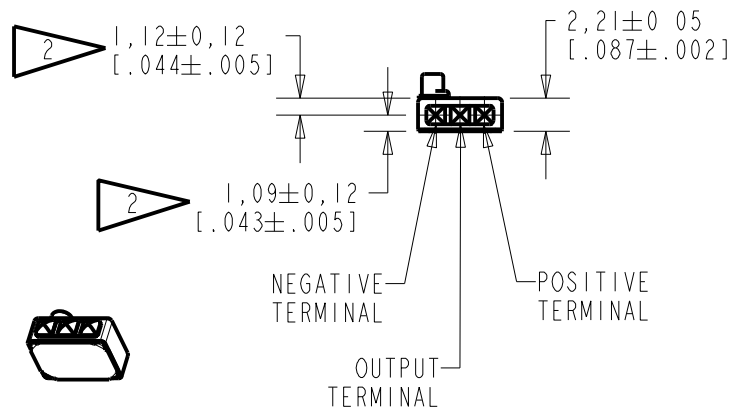 2
1,12±0,12
[.044±.005]
2,21±0 05
[.087±.002]
2
1,09±0,12
[.043±.005]
NEGATIVE
TERMINAL
POSITIVE
TERMINAL
OUTPUT
TERMINAL